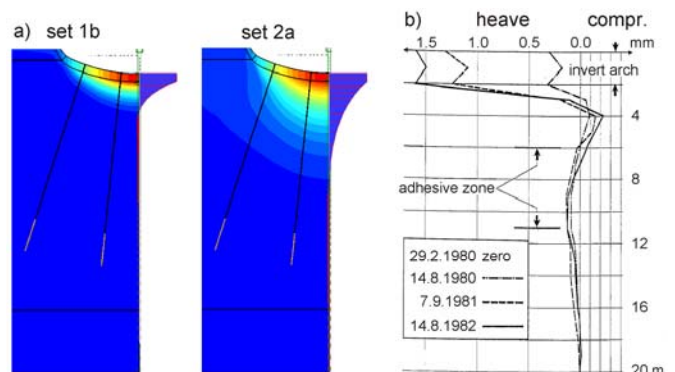 a) set 1b
set 2a
b)
heave
compr.
1.5
1.0
0.5
0.0
mm
invert arch
4
adhesive zone
8
12
16
20 m
29.2.1980 zero
14.8.1980
7.9.1981
14.8.1982